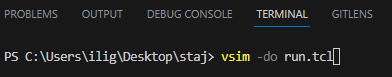 PROBLEMS OUTPUT DEBUG CONSOLE TERMINAL GITLENS
PS C:\Users\ilig\Desktop\staj> vsim -do run.tcl